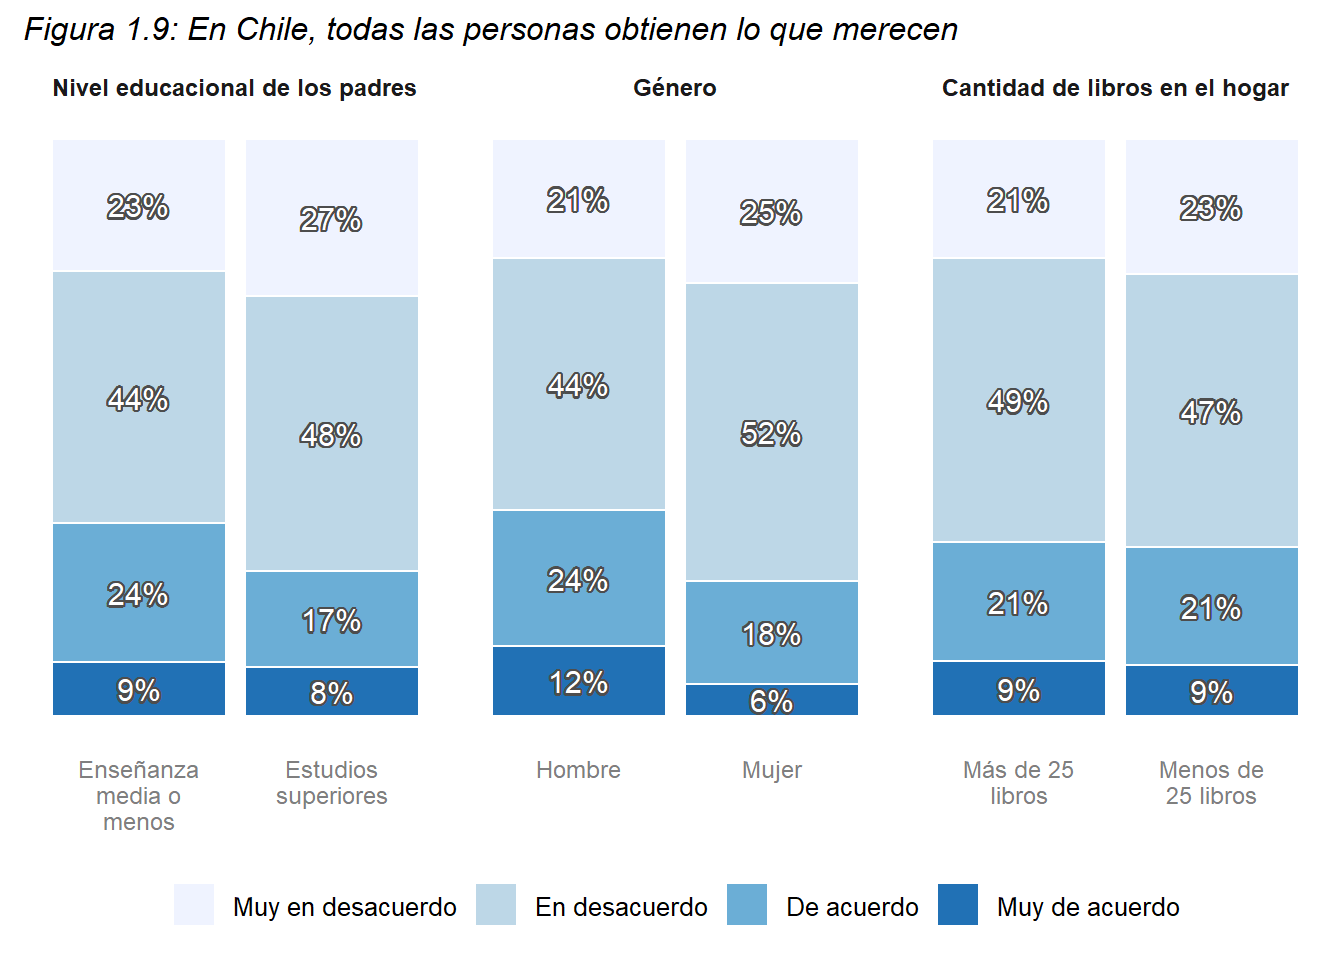 Figura 1.9: En Chile, todas las personas obtienen lo que merecen
Nivel educacional de los padres
Género
Cantidad de libros en el hogar
23%
27%
21%
25%
21%
23%
44%
48%
44%
52%
49%
47%
24%
17%
24%
18%
21%
21%
9%
8%
12%
6%
9%
9%
Enseñanza
media o
menos
Estudios
superiores
Hombre
Mujer
Más de 25
libros
Menos de
25 libros
Muy en desacuerdo
En desacuerdo
De acuerdo
Muy de acuerdo